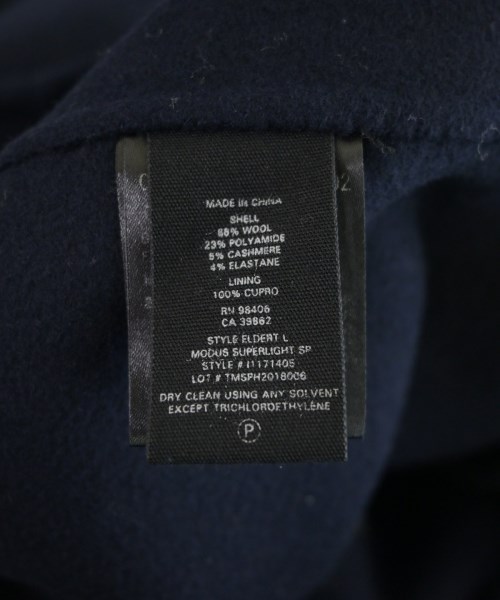 MADE IN CHINA
SHELL
68% WOOL
23% POLYAMIDE
5% CASHMERE
4% ELASTANE
LINING
100% CUPRO
RN 98406
CA 39862
STYLE ELDERT L
MODUS SUPERLIGHT SP
STYLE # I1171405
LOT # TMSPH2018006
DRY CLEAN USING ANY SOLVENT
EXCEPT TRICHLOROETHYLÈNE
P